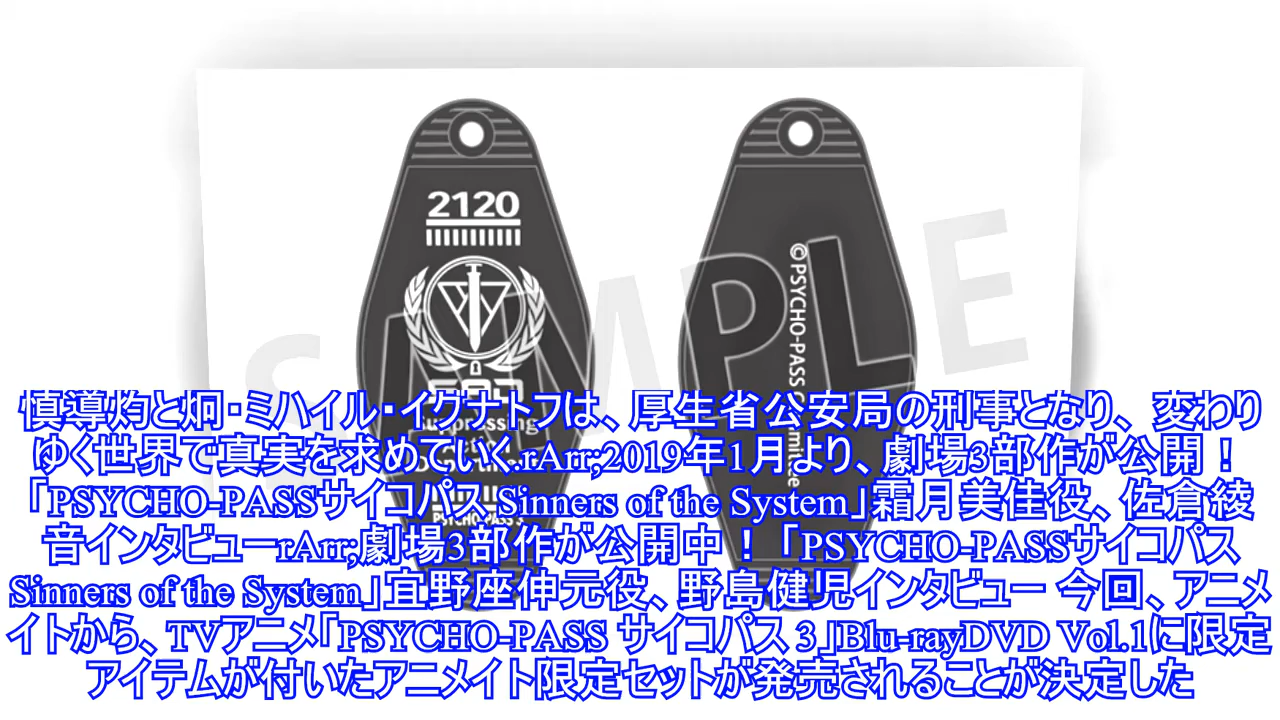 2120
SAMPLE
©PSYCHO-PASS Committee
慎導灼と炯・ミハイル・イグナトフは、厚生省公安局の刑事となり、変わり
ゆく世界で真実を求めていく.rArr;2019年1月より、劇場3部作が公開！
「PSYCHO-PASSサイコパス Sinners of the System」霜月美佳役、佐倉綾
音インタビューrArr;劇場3部作が公開中！「PSYCHO-PASSサイコパス
Sinners of the System」宜野座伸元役、野島健児インタビュー 今回、アニメ
イトから、TVアニメ「PSYCHO-PASS サイコパス３」Blu-rayDVD Vol.1に限定
アイテムが付いたアニメイト限定セットが発売されることが決定した